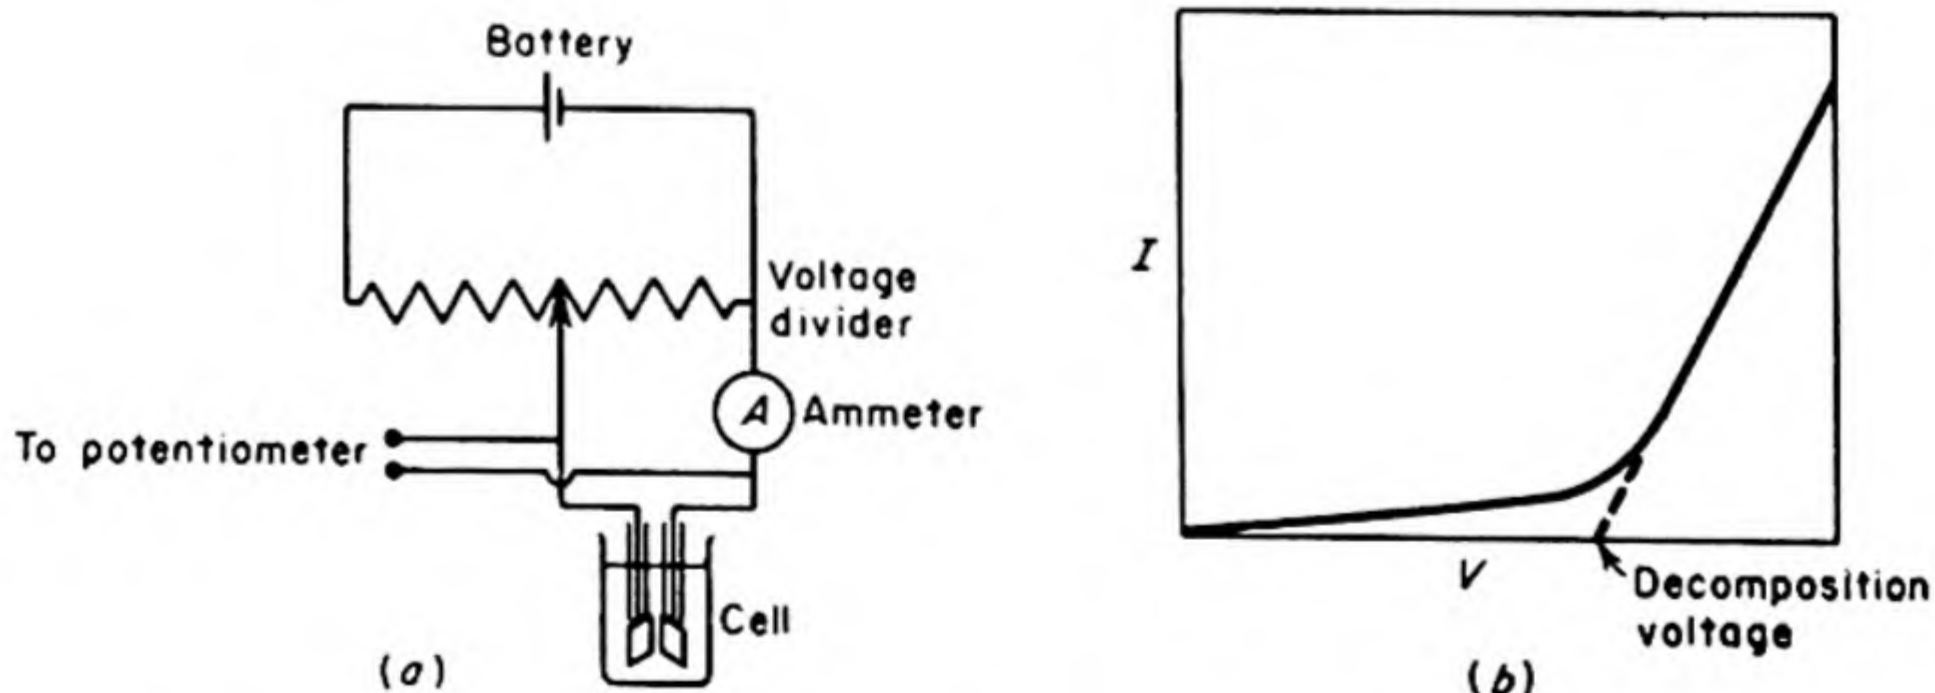 Battery
Voltage
divider
A
Ammeter
To potentiometer
Cell
(a)
I
V
Decomposition
voltage
(b)